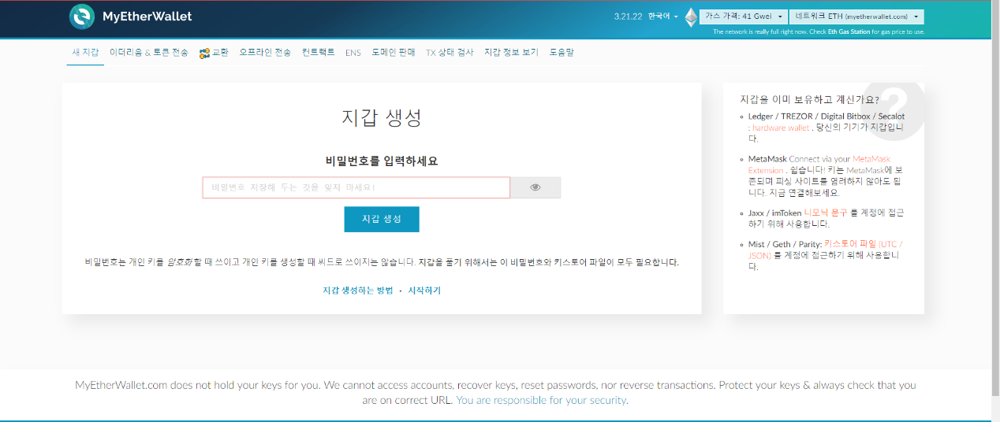 MyEtherWallet
3.21.22 한국어
가스 가격: 41 Gwei
네트워크 ETH (myetherwallet.com)
The network is really full right now. Check Eth Gas Station for gas price to use.
새 지갑 이더리움 & 토큰 전송 교환 오프라인 전송 컨트랙트 ENS 도메인 판매 TX 상태 검사 지갑 정보 보기 도움말
지갑 생성
비밀번호를 입력하세요
비밀번호 지정해 두는 것을 잊지 마세요!
지갑 생성
비밀번호는 개인 키를 암호화 할 때 쓰이고 개인 키를 생성할 때 씨드로 쓰이지는 않습니다. 지갑을 풀기 위해서는 이 비밀번호와 키스토어 파일이 모두 필요합니다.
지갑 생성하는 방법 • 시작하기
?
지갑을 이미 보유하고 계신가요?
Ledger / TREZOR / Digital Bitbox / Secalot
: hardware wallet . 당신의 기기가 지갑입니
다.
MetaMask Connect via your MetaMask
Extension . 쉽습니다! 키는 MetaMask에 보
존되며 피싱 사이트를 염려하지 않아도 됩
니다. 지금 연결해보세요.
Jaxx / imToken 니모닉 문구 를 계정에 접근
하기 위해 사용합니다.
Mist / Geth / Parity: 키스토어 파일 (UTC /
JSON) 를 계정에 접근하기 위해 사용합니
다.
MyEtherWallet.com does not hold your keys for you. We cannot access accounts, recover keys, reset passwords, nor reverse transactions. Protect your keys & always check that you
are on correct URL. You are responsible for your security.